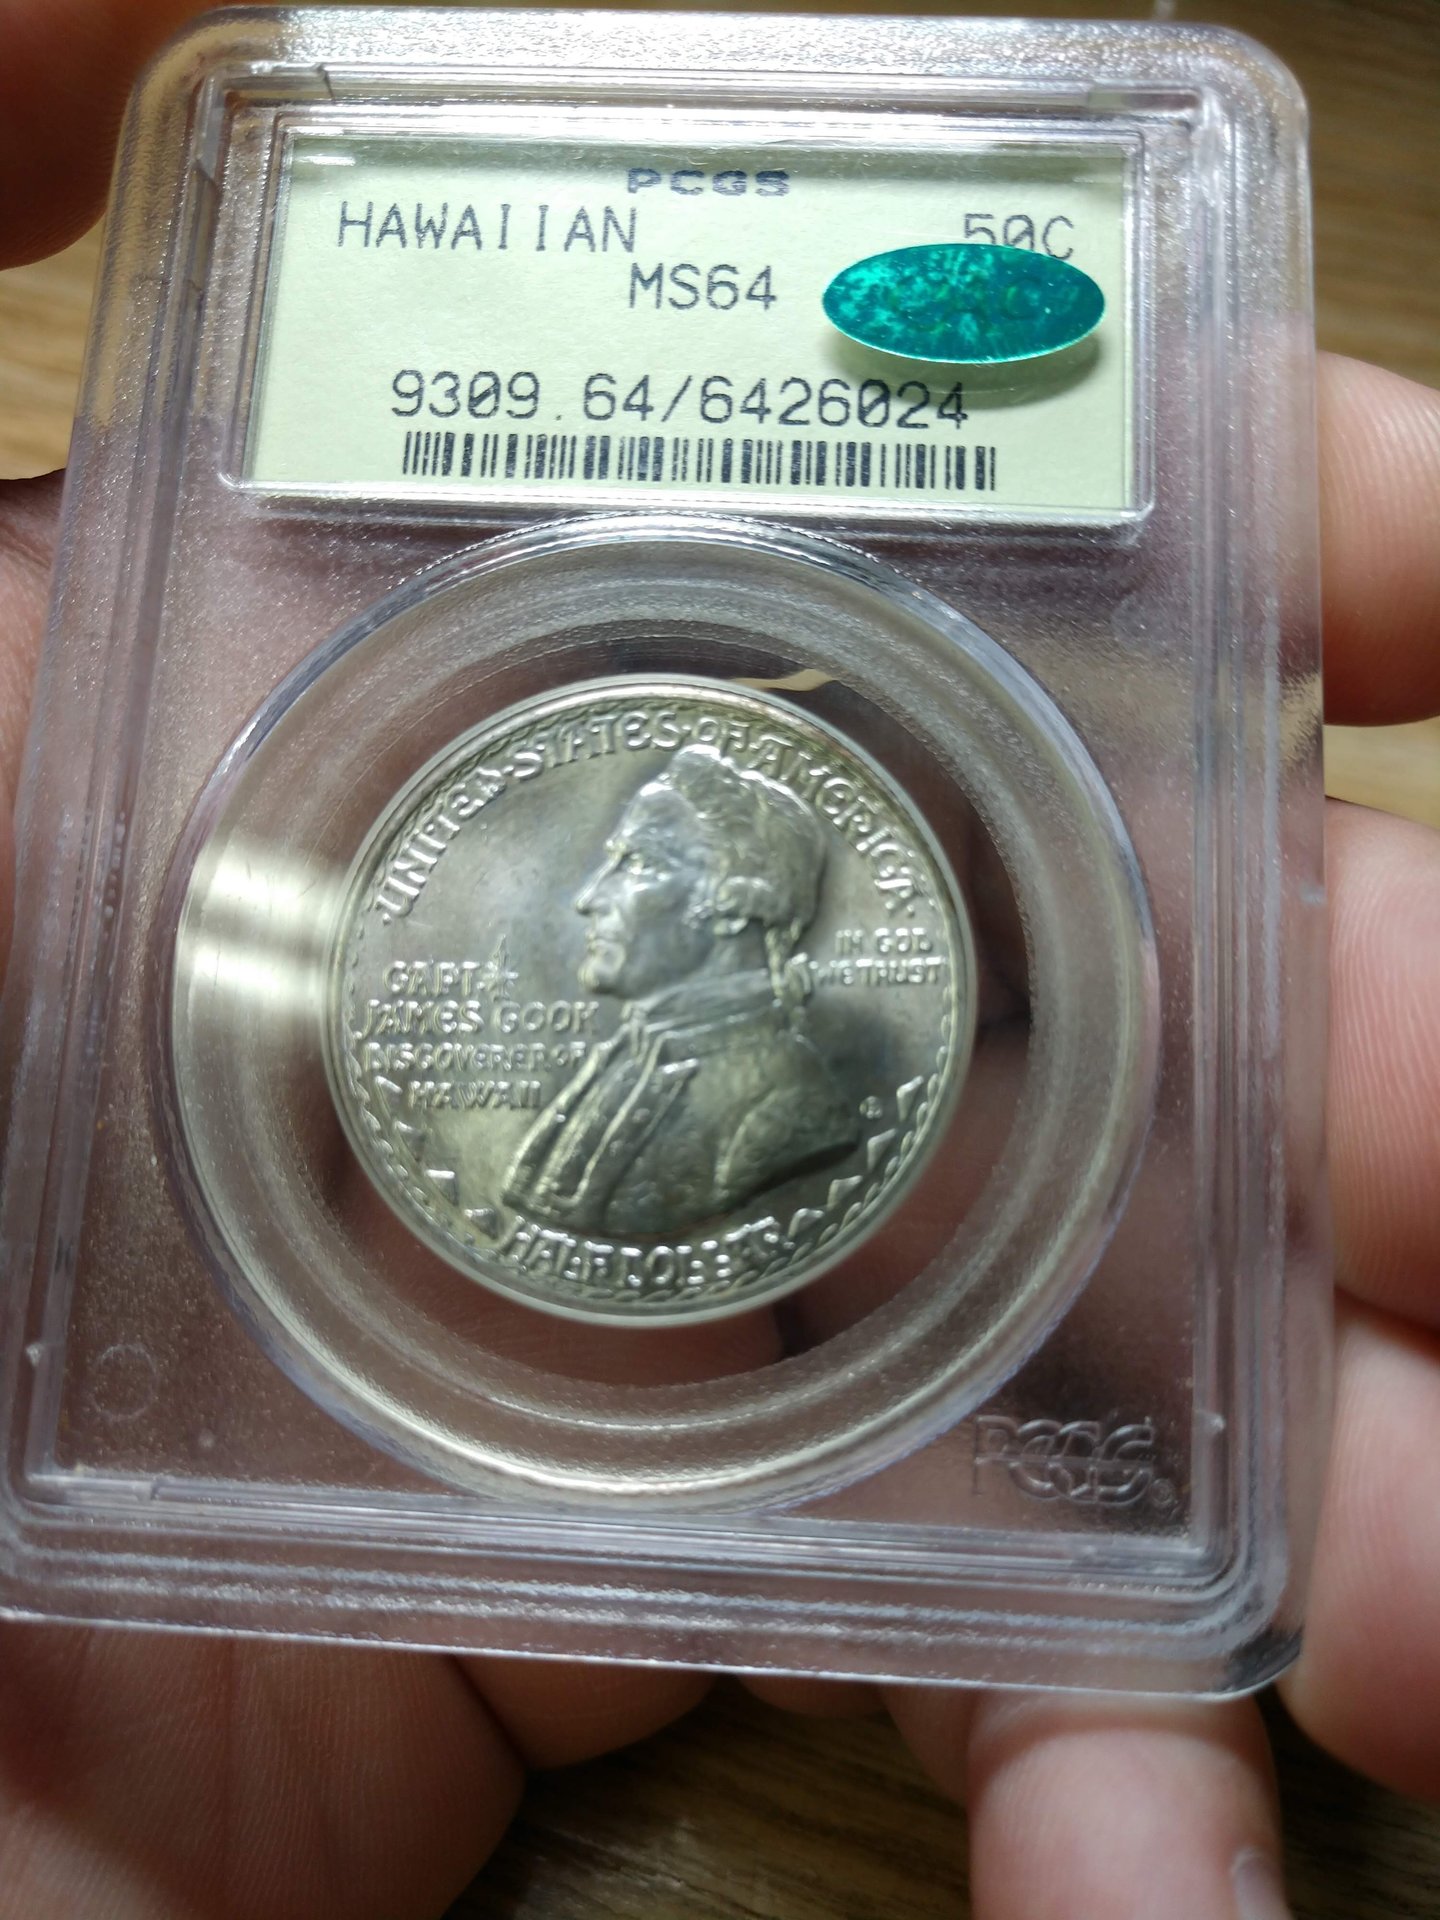 PCGS
HAWAIIAN 50C
MS64
CAC
9309.64/6426024
UNITED·STATES·OF·AMERICA
IN GOD
WE TRUST
CAPT.
JAMES COOK
DISCOVERER OF
HAWAII
HALF DOLLAR
PCGS